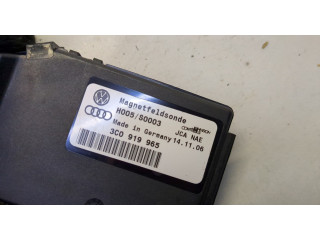 Magnetfeldsonde
H005/S0003
JCA NAE
Made in Germany 14.11.06
3C0 919 965